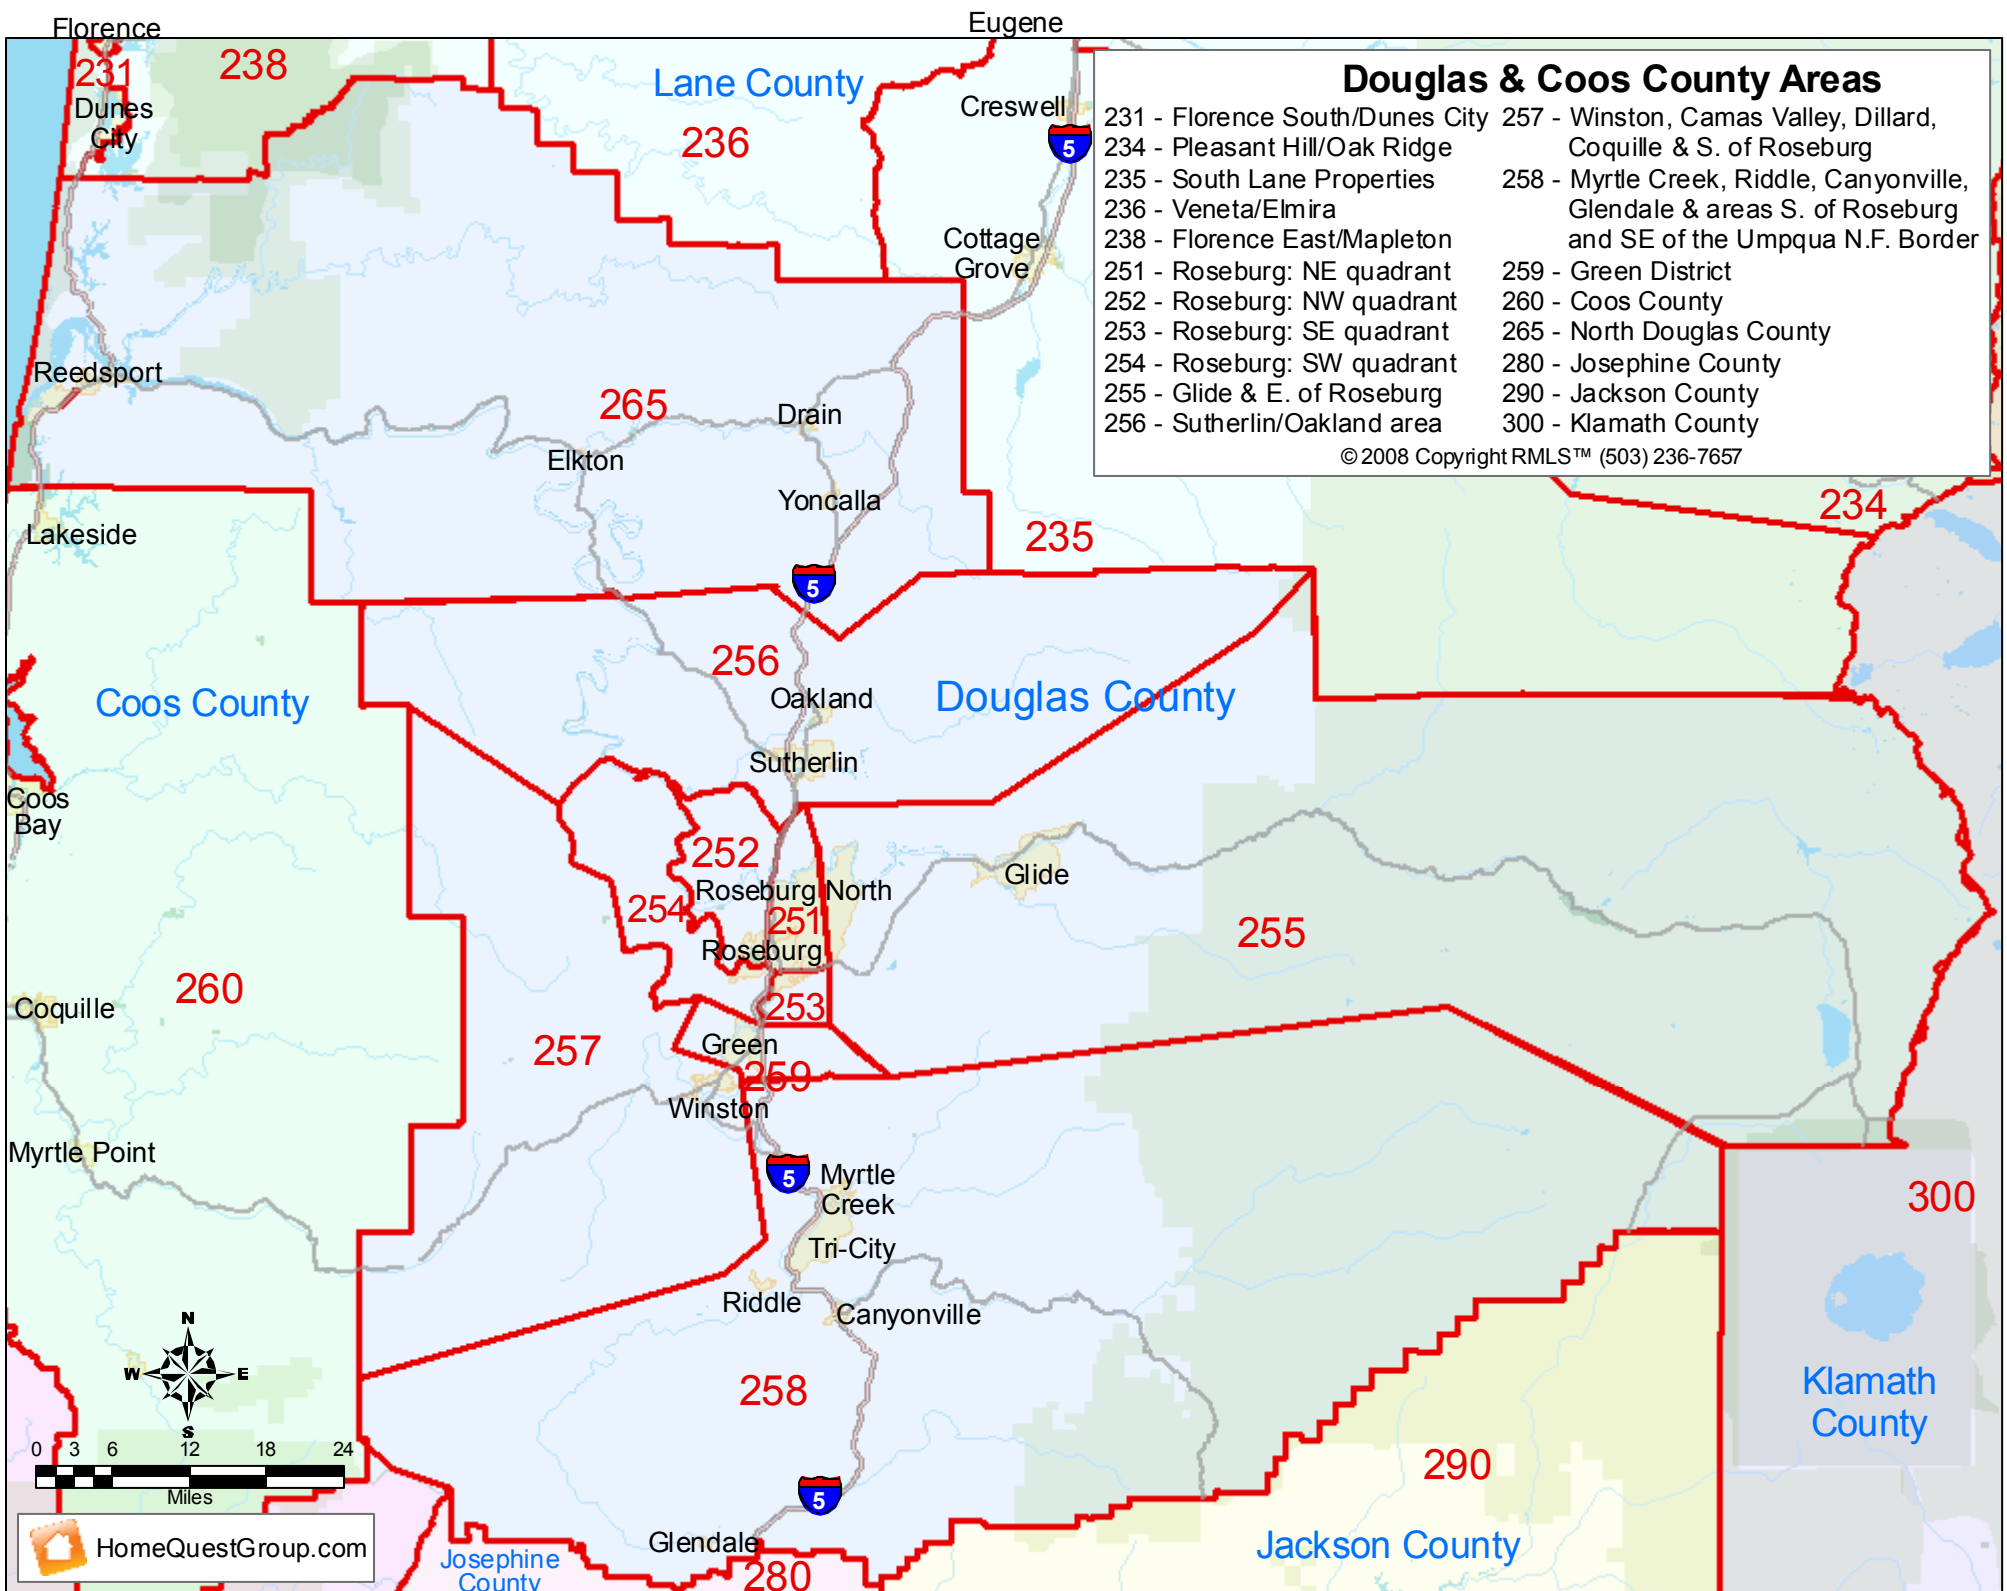 Florence
Eugene
231
238
Lane County
Dunes
City
236
Creswell
5
Douglas & Coos County Areas
231 - Florence South/Dunes City
234 - Pleasant Hill/Oak Ridge
235 - South Lane Properties
236 - Veneta/Elmira
238 - Florence East/Mapleton
251 - Roseburg: NE quadrant
252 - Roseburg: NW quadrant
253 - Roseburg: SE quadrant
254 - Roseburg: SW quadrant
255 - Glide & E. of Roseburg
256 - Sutherlin/Oakland area
257 - Winston, Camas Valley, Dillard,
Coquille & S. of Roseburg
258 - Myrtle Creek, Riddle, Canyonville,
Glendale & areas S. of Roseburg
and SE of the Umpqua N.F. Border
259 - Green District
260 - Coos County
265 - North Douglas County
280 - Josephine County
290 - Jackson County
300 - Klamath County
© 2008 Copyright RMLS™ (503) 236-7657
Cottage
Grove
Reedsport
265
Drain
Elkton
Yoncalla
234
Lakeside
235
5
256
Coos County
Oakland
Douglas County
Sutherlin
Coos
Bay
252
Glide
Roseburg North
254
251
255
Roseburg
260
Coquille
253
257
Green
259
Winston
Myrtle Point
5
Myrtle
Creek
300
Tri-City
Riddle
Canyonville
N
W
E
S
258
Klamath
County
0 3 6 12 18 24
Miles
290
5
HomeQuestGroup.com
Glendale
Josephine
County
280
Jackson County